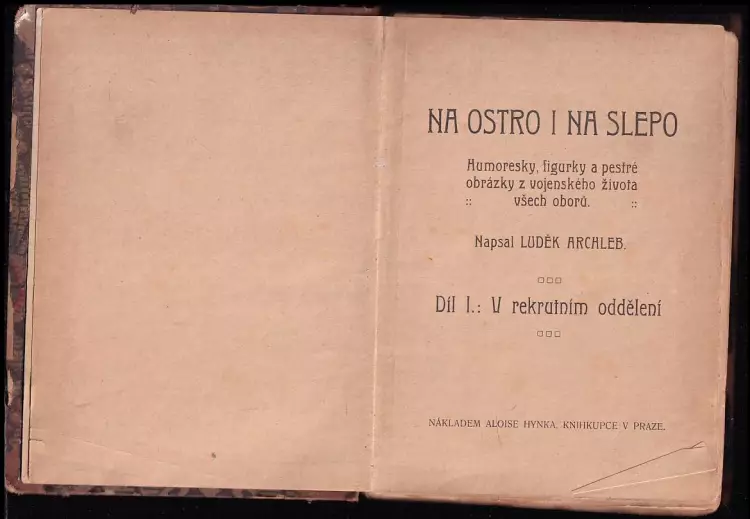 NA OSTRO I NA SLEPO
Humoresky, figurky a pestré
obrázky z vojenského života
:: všech oborů. ::
Napsal LUDĚK ARCHLEB.
Díl I.: V rekrutním oddělení
NÁKLADEM ALOISE HYNKA, KNIHKUPCE V PRAZE.